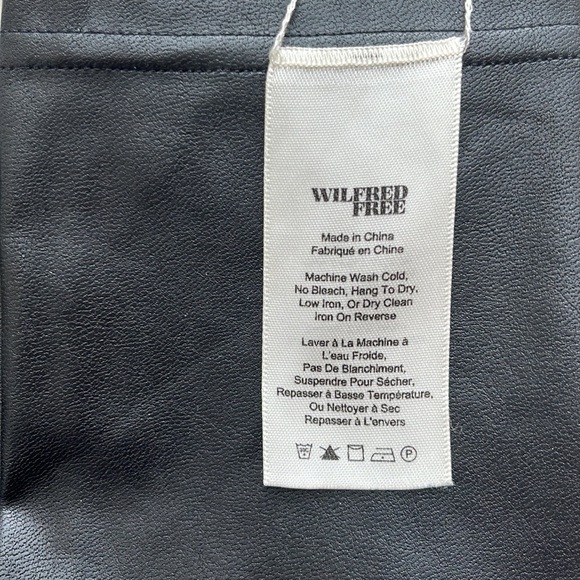 WILFRED
FREE
Made in China
Fabriqué en China
Machine Wash Cold,
No Bleach, Hang To Dry,
Low Iron, Or Dry Clean
Iron On Reverse
Laver à La Machine à
L'eau Froide,
Pas De Blanchiment,
Suspendre Pour Sécher,
Repasser à Basse Température,
Ou Nettoyer à Sec
Repasser à L'envers
P